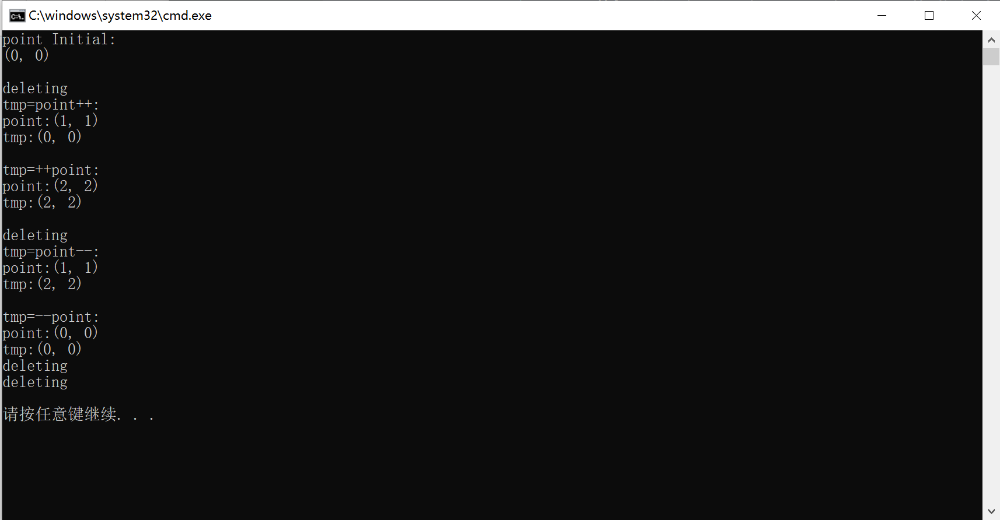 C:\windows\system32\cmd.exe
point Initial:
(0, 0)
deleting
tmp=point++:
point:(1, 1)
tmp:(0, 0)
tmp=++point:
point:(2, 2)
tmp:(2, 2)
deleting
tmp=point--:
point:(1, 1)
tmp:(2, 2)
tmp=--point:
point:(0, 0)
tmp:(0, 0)
deleting
deleting
请按任意键继续. . .